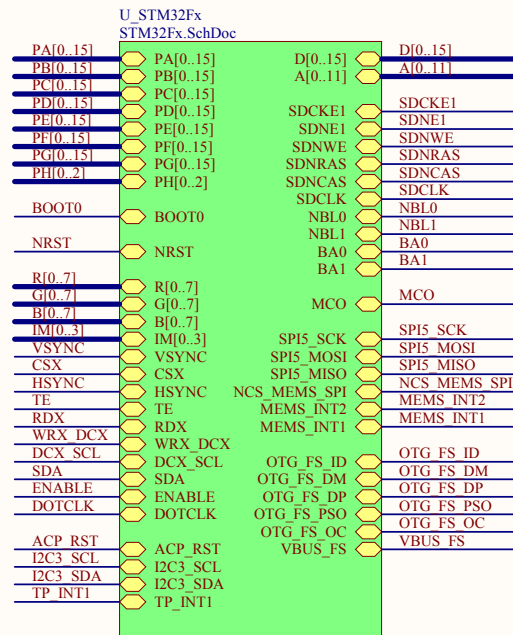 U_STM32Fx
STM32Fx.SchDoc
PA[0..15] PA[0..15] D[0..15] D[0..15]
PB[0..15] PB[0..15] A[0..11] A[0..11]
PC[0..15] PC[0..15]
PD[0..15] PD[0..15] SDCKE1 SDCKE1
PE[0..15] PE[0..15] SDNE1 SDNE1
PF[0..15] PF[0..15] SDNWE SDNWE
PG[0..15] PG[0..15] SDNRAS SDNRAS
PH[0..2] PH[0..2] SDNCAS SDNCAS
SDCLK SDCLK
BOOT0 BOOT0 NBL0 NBL0
NBL1 NBL1
NRST NRST BA0 BA0
BA1 BA1
R[0..7] R[0..7]
G[0..7] G[0..7] MCO MCO
B[0..7] B[0..7]
IM[0..3] IM[0..3] SPI5_SCK SPI5_SCK
VSYNC VSYNC SPI5_MOSI SPI5_MOSI
CSX CSX SPI5_MISO SPI5_MISO
HSYNC HSYNC NCS_MEMS_SPI NCS_MEMS_SPI
TE TE MEMS_INT2 MEMS_INT2
RDX RDX MEMS_INT1 MEMS_INT1
WRX_DCX WRX_DCX
DCX_SCL DCX_SCL OTG_FS_ID OTG_FS_ID
SDA SDA OTG_FS_DM OTG_FS_DM
ENABLE ENABLE OTG_FS_DP OTG_FS_DP
DOTCLK DOTCLK OTG_FS_PSO OTG_FS_PSO
OTG_FS_OC OTG_FS_OC
ACP_RST ACP_RST VBUS_FS VBUS_FS
I2C3_SCL I2C3_SCL
I2C3_SDA I2C3_SDA
TP_INT1 TP_INT1